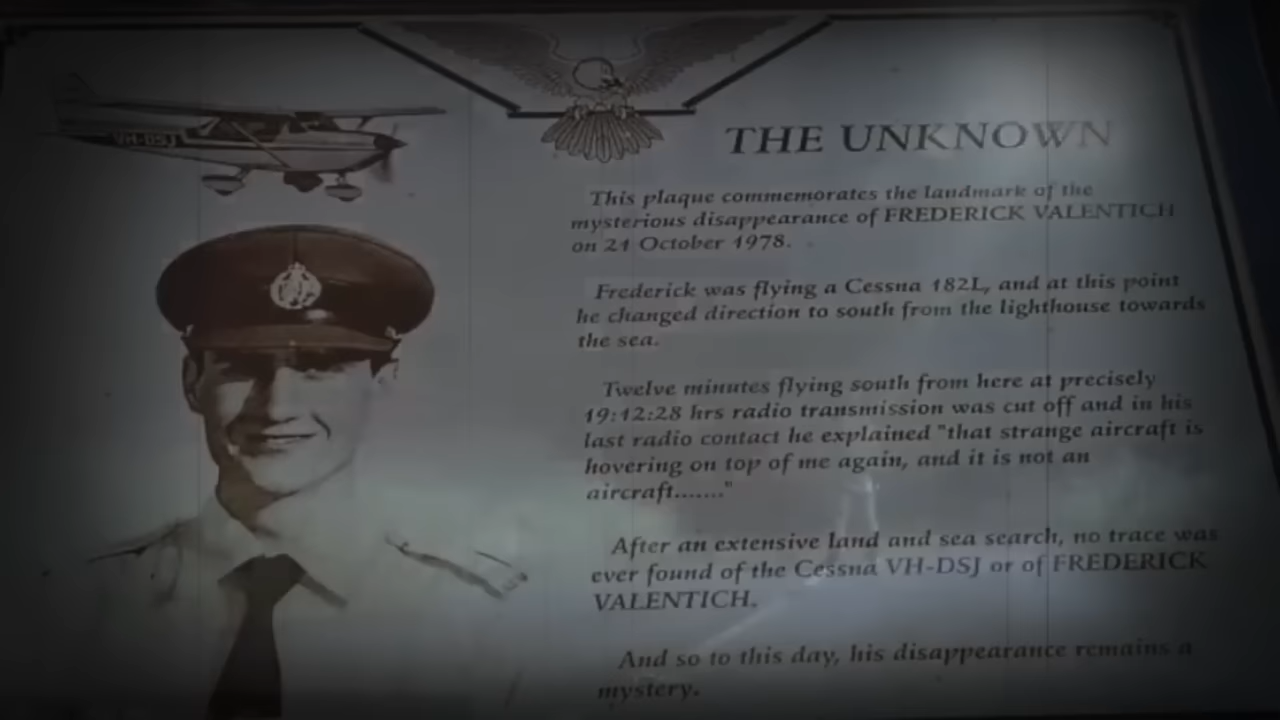 VH-DSJ
THE UNKNOWN
This plaque commemorates the landmark of the
mysterious disappearance of FREDERICK VALENTICH
on 21 October 1978.
Frederick was flying a Cessna 182L, and at this point
he changed direction to south from the lighthouse towards
the sea.
Twelve minutes flying south from here at precisely
19:12:28 hrs radio transmission was cut off and in his
last radio contact he explained "that strange aircraft is
hovering on top of me again, and it is not an
aircraft......."
After an extensive land and sea search, no trace was
ever found of the Cessna VH-DSJ or of FREDERICK
VALENTICH.
And so to this day, his disappearance remains a
mystery.